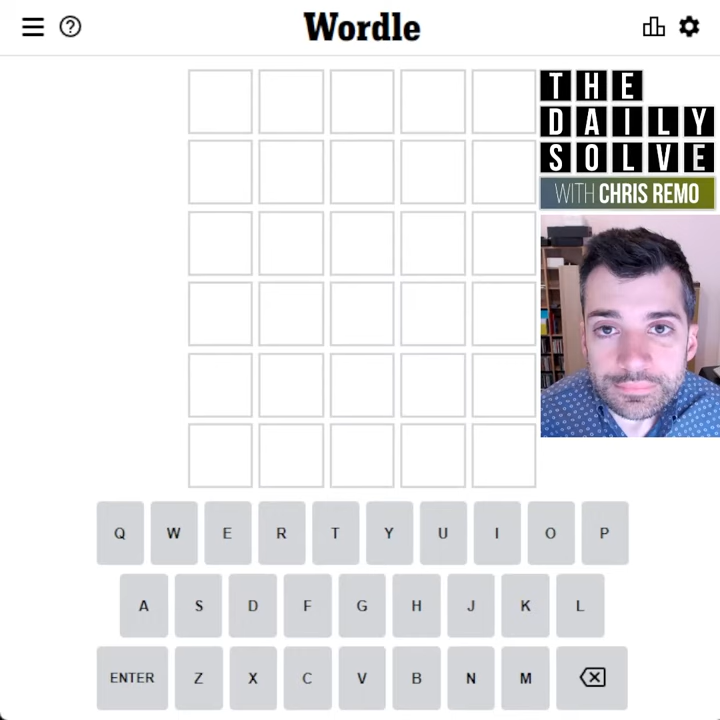 Wordle
THE
DAILY
SOLVE
WITH CHRIS REMO
Q W E R T Y U I O P
A S D F G H J K L
ENTER Z X C V B N M